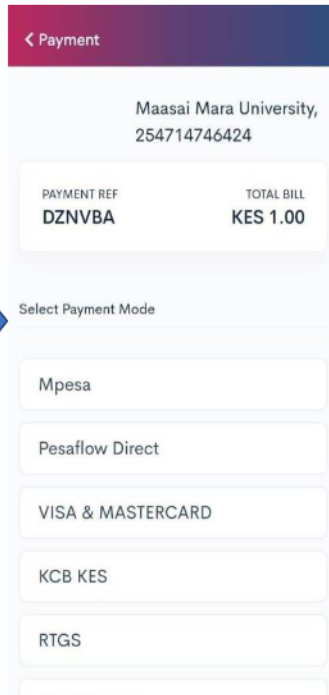 Payment
Maasai Mara University,
254714746424
PAYMENT REF TOTAL BILL
DZNVBA KES 1.00
Select Payment Mode
Mpesa
Pesaflow Direct
VISA & MASTERCARD
KCB KES
RTGS